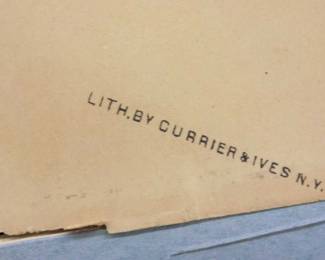 LITH. BY CURRIER & IVES N.Y.